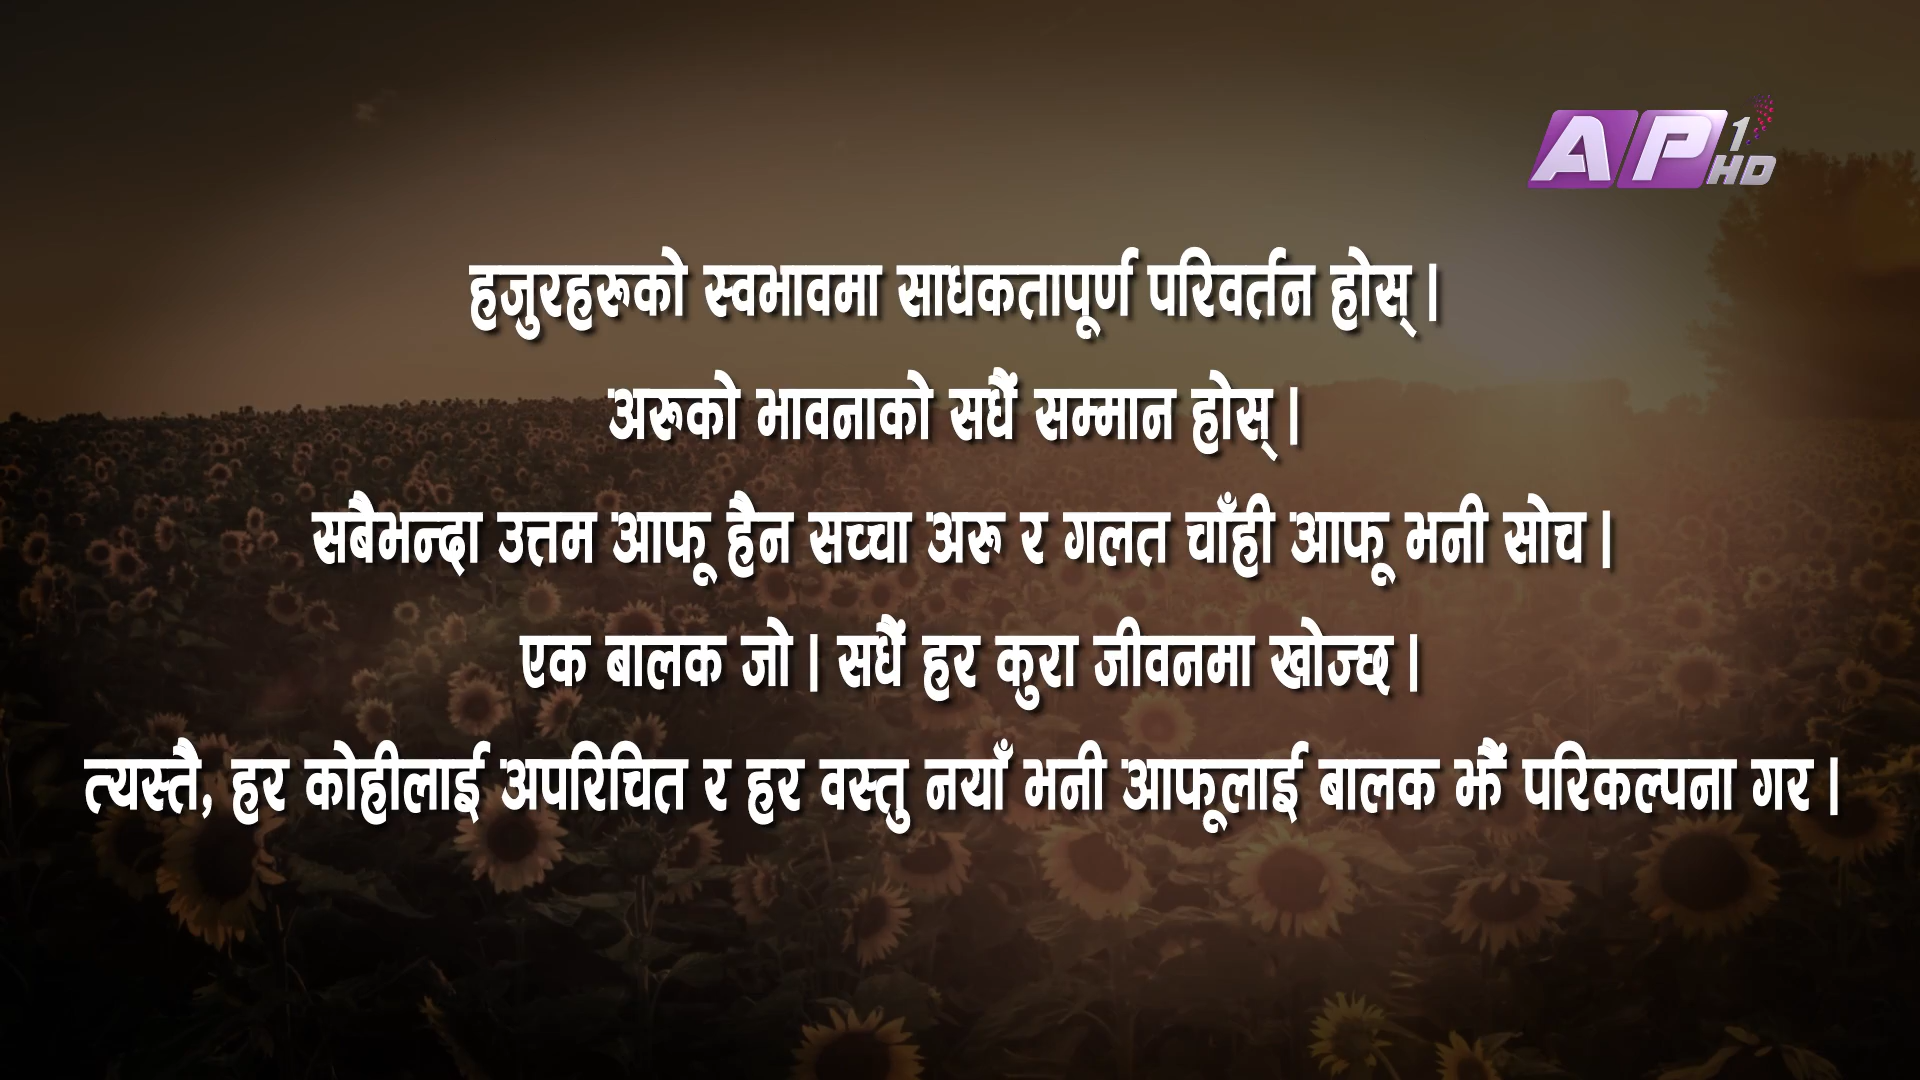 AP1 HD
हजुरहरूको स्वभावमा साधकतापूर्ण परिवर्तन होस् ।
अरूको भावनाको सधैँ सम्मान होस् ।
सबैभन्दा उत्तम आफू हैन सच्चा अरू र गलत चाँही आफू भनी सोच ।
एक बालक जो । सधैँ हर कुरा जीवनमा खोज्छ ।
त्यस्तै, हर कोहीलाई अपरिचित र हर वस्तु नयाँ भनी आफूलाई बालक झैँ परिकल्पना गर ।